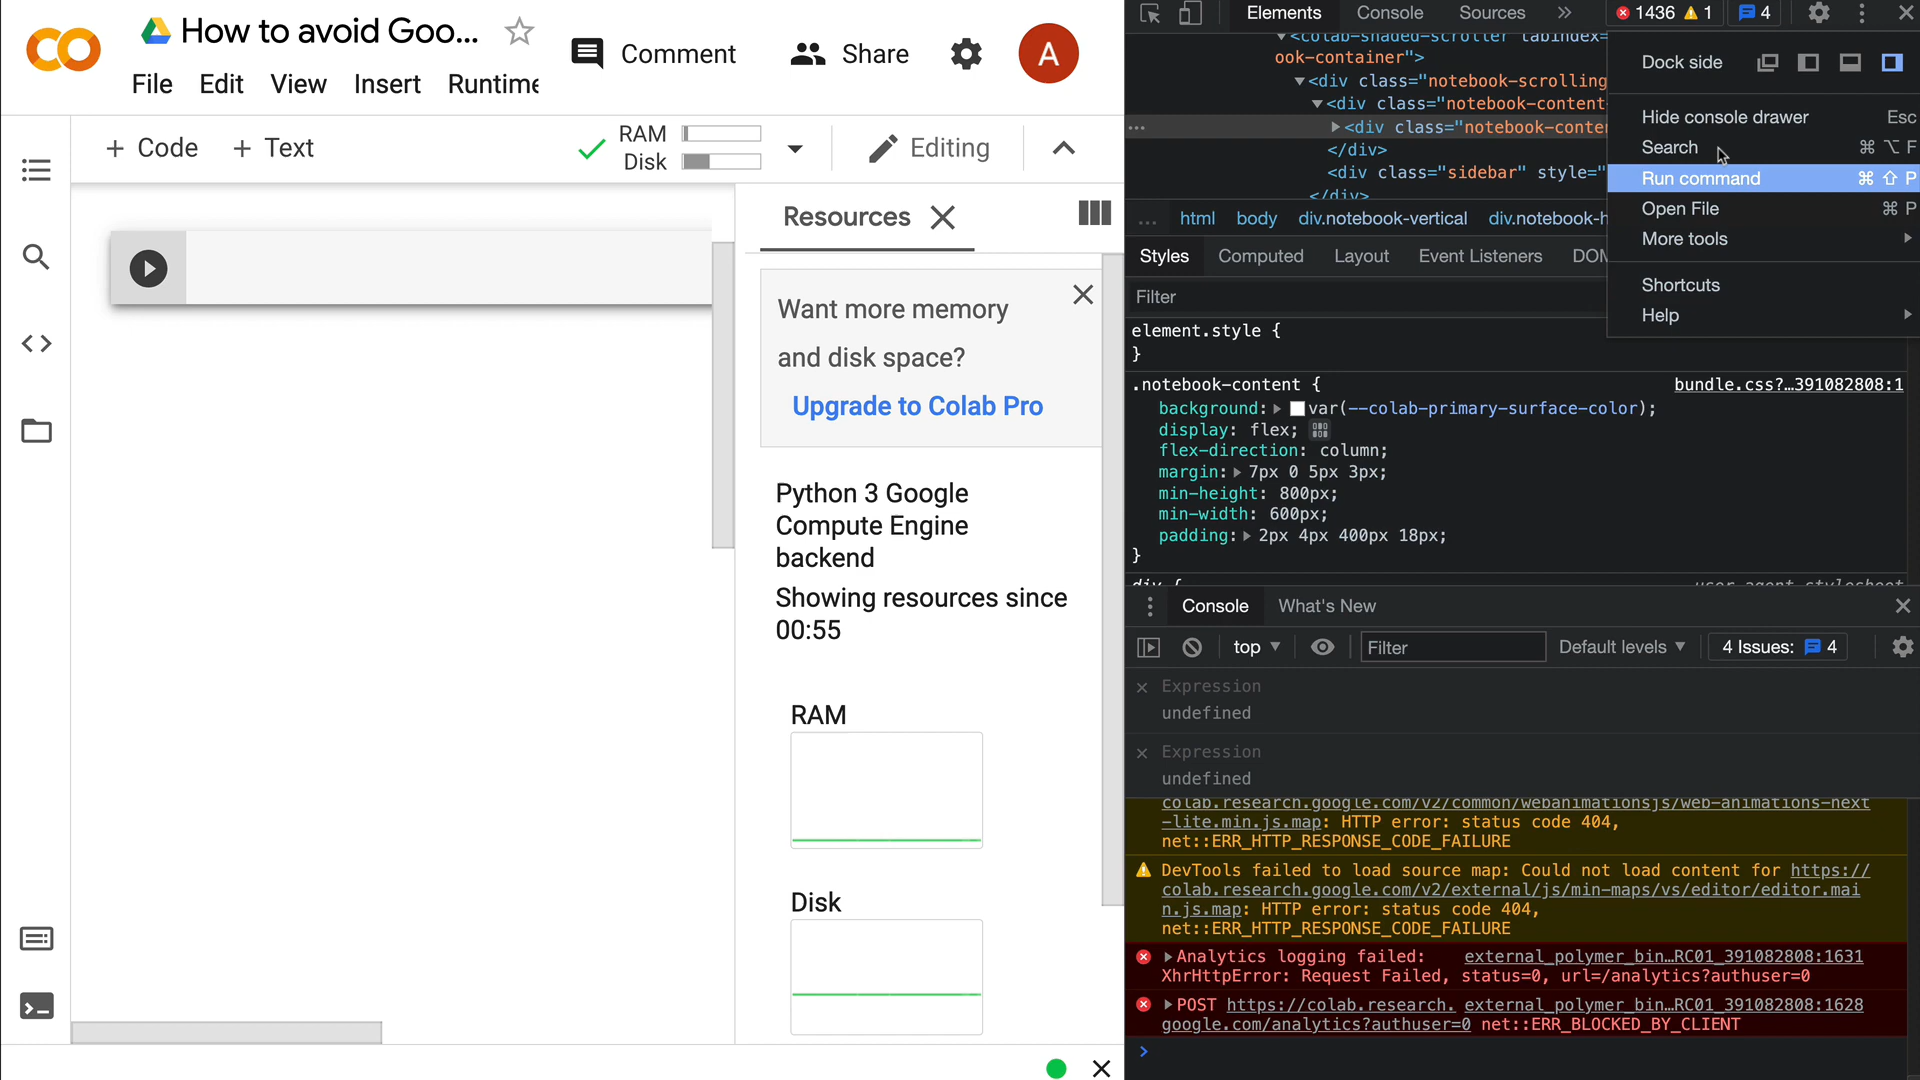 How to avoid Goo...
File Edit View Insert Runtime
Comment
Share
A
+ Code + Text
RAM
Disk
Editing
Resources
Want more memory
and disk space?
Upgrade to Colab Pro
Python 3 Google
Compute Engine
backend
Showing resources since
00:55
RAM
Disk
Elements Console Sources » 1436 1 4
<colab-shaded-scroller tabindex=
ook-container">
<div class="notebook-scrolling
<div class="notebook-content
<div class="notebook-conte
</div>
<div class="sidebar" style="
</div>
... html body div.notebook-vertical div.notebook-h
Styles Computed Layout Event Listeners DOM
Filter
element.style {
}
.notebook-content { bundle.css?…391082808:1
background: var(--colab-primary-surface-color);
display: flex;
flex-direction: column;
margin: 7px 0 5px 3px;
min-height: 800px;
min-width: 600px;
padding: 2px 4px 400px 18px;
}
div { user agent stylesheet
Dock side
Hide console drawer Esc
Search ⌘ ⌥ F
Run command ⌘ ⇧ P
Open File ⌘ P
More tools
Shortcuts
Help
Console What's New
top Filter Default levels 4 Issues: 4
Expression
undefined
Expression
undefined
colab.research.google.com/v2/common/webanimationsjs/web-animations-next
-lite.min.js.map: HTTP error: status code 404,
net::ERR_HTTP_RESPONSE_CODE_FAILURE
DevTools failed to load source map: Could not load content for https://
colab.research.google.com/v2/external/js/min-maps/vs/editor/editor.mai
n.js.map: HTTP error: status code 404,
net::ERR_HTTP_RESPONSE_CODE_FAILURE
Analytics logging failed: external_polymer_bin…RC01_391082808:1631
XhrHttpError: Request Failed, status=0, url=/analytics?authuser=0
POST https://colab.research. external_polymer_bin…RC01_391082808:1628
google.com/analytics?authuser=0 net::ERR_BLOCKED_BY_CLIENT